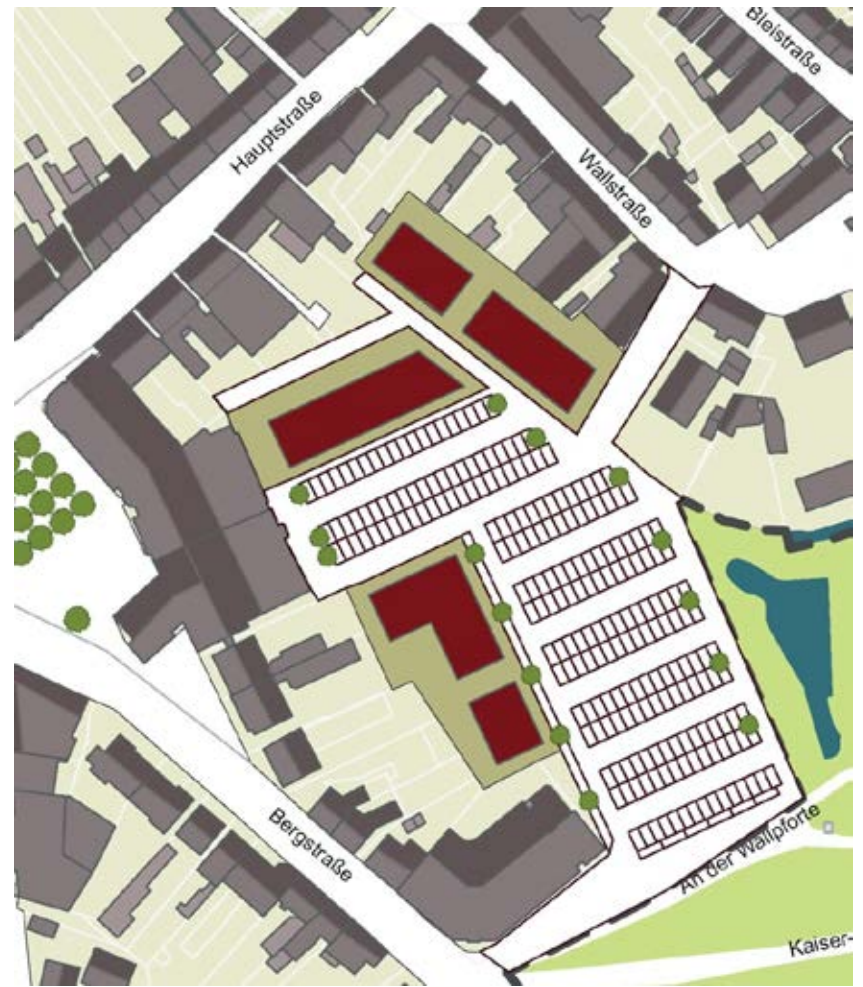 Bleistraße
Hauptstraße
Wallstraße
Bergstraße
An der Wallpforte
Kaiser-